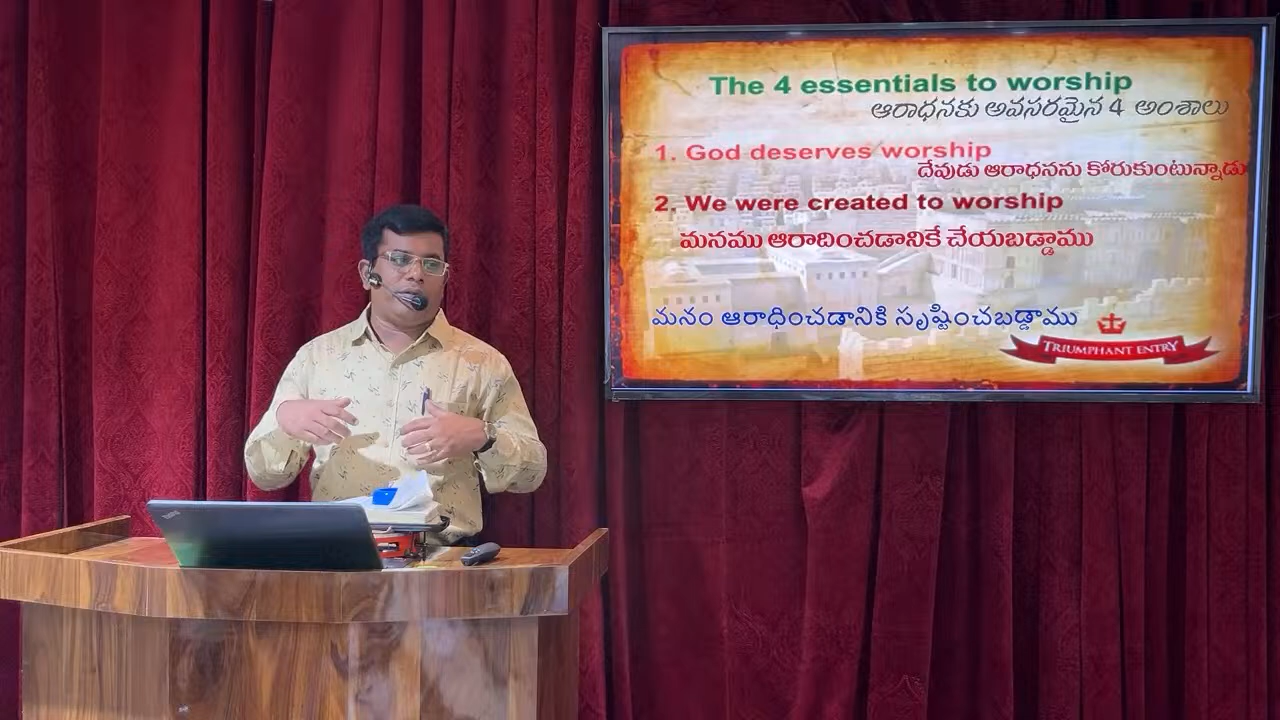 The 4 essentials to worship
ఆరాధనకు అవసరమైన 4 అంశాలు
1. God deserves worship
దేవుడు ఆరాధనను కోరుకుంటున్నాడు
2. We were created to worship
మనము ఆరాదించడానికే చేయబడ్డాము
మనం ఆరాధించడానికి సృష్టించబడ్డాము
TRIUMPHANT ENTRY